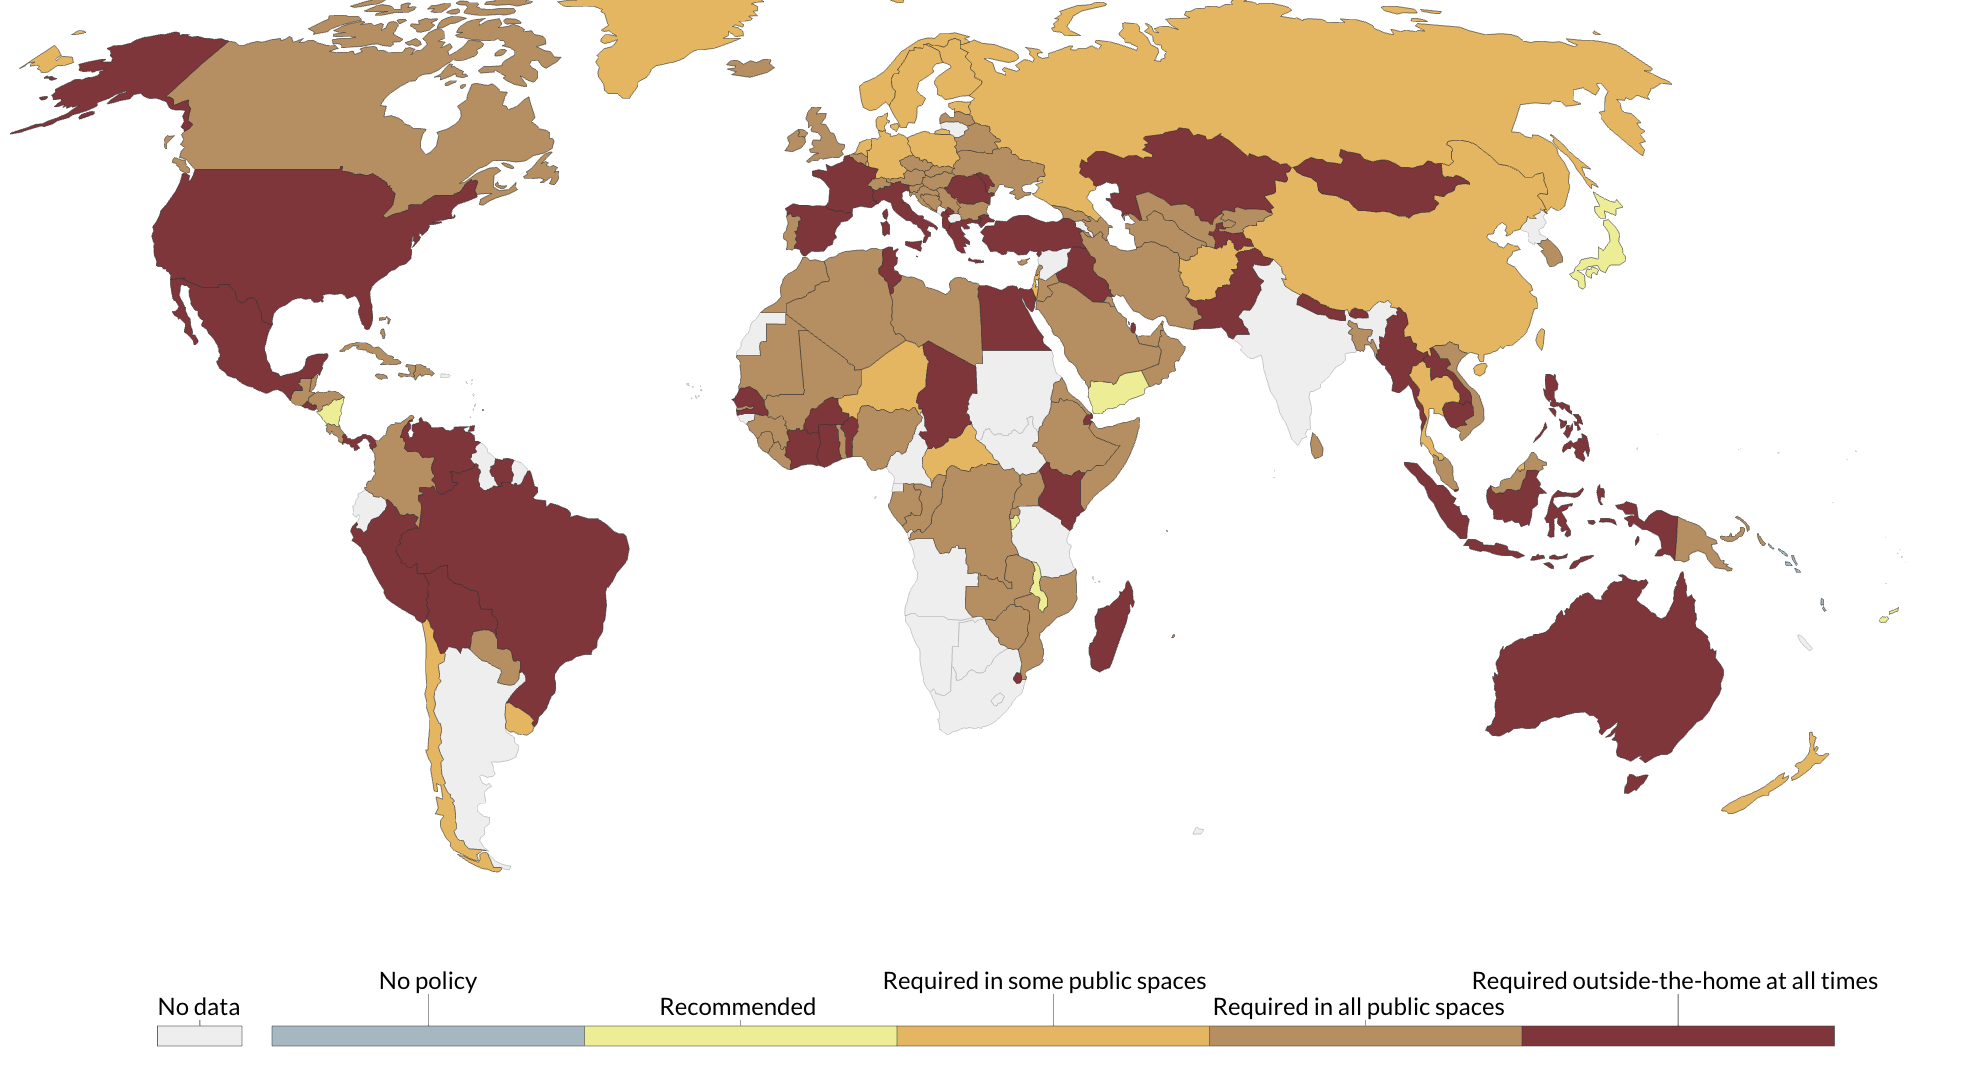 No policy
Required in some public spaces
Required outside-the-home at all times
No data
Recommended
Required in all public spaces